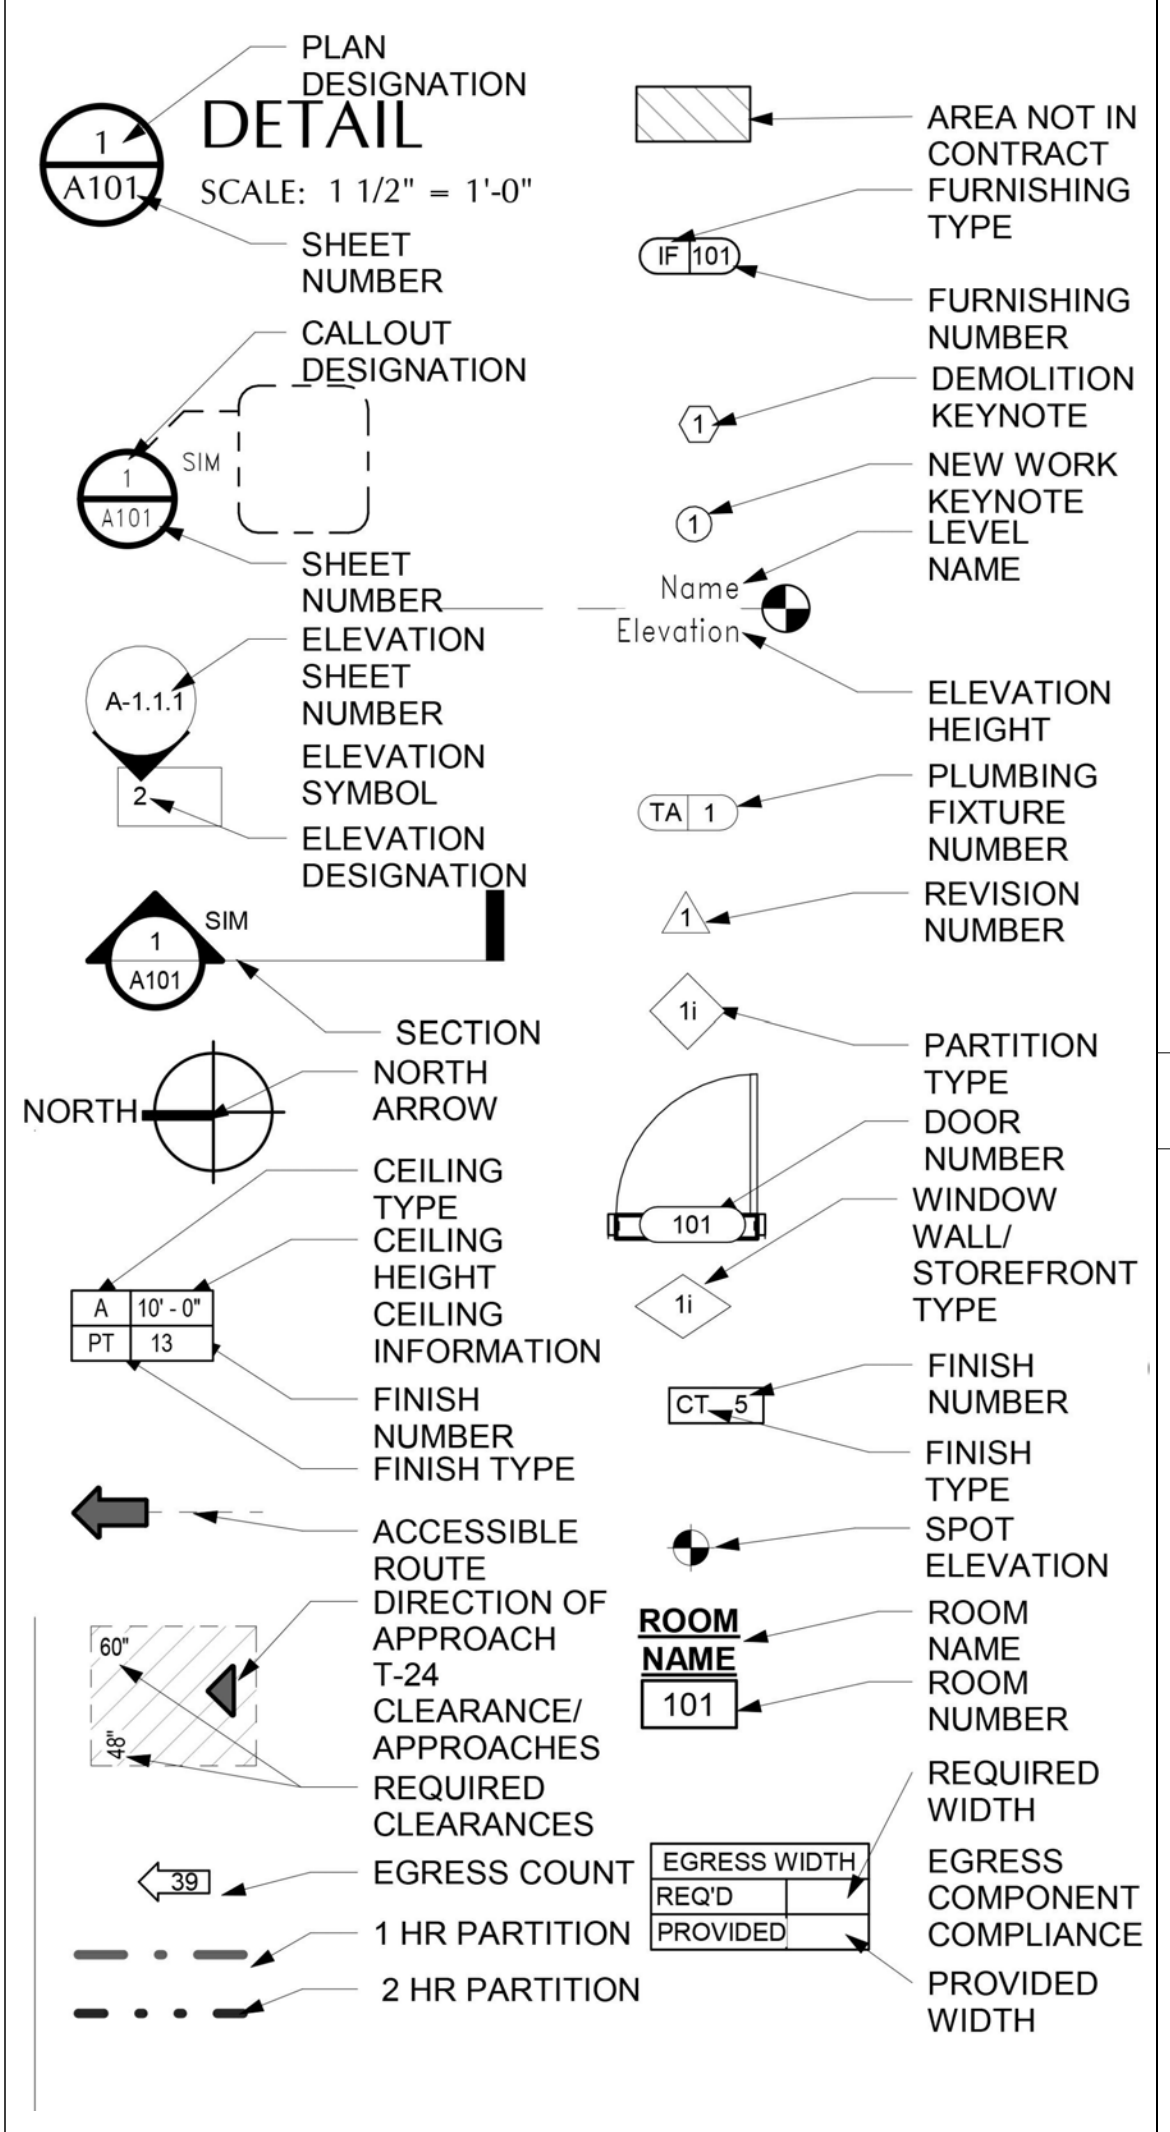 PLAN
DESIGNATION
1
A101
DETAIL
SCALE: 1 1/2" = 1'-0"
SHEET
NUMBER
CALLOUT
DESIGNATION
SIM
1
A101
SHEET
NUMBER
ELEVATION
SHEET
NUMBER
A-1.1.1
ELEVATION
SYMBOL
2
ELEVATION
DESIGNATION
SIM
1
A101
SECTION
NORTH
ARROW
NORTH
CEILING
TYPE
CEILING
HEIGHT
A 10' - 0"
PT 13
CEILING
INFORMATION
FINISH
NUMBER
FINISH TYPE
ACCESSIBLE
ROUTE
DIRECTION OF
APPROACH
60"
48"
T-24
CLEARANCE/
APPROACHES
REQUIRED
CLEARANCES
39
EGRESS COUNT
1 HR PARTITION
2 HR PARTITION
AREA NOT IN
CONTRACT
FURNISHING
TYPE
IF 101
FURNISHING
NUMBER
DEMOLITION
KEYNOTE
1
NEW WORK
KEYNOTE
1
LEVEL
NAME
Name
Elevation
ELEVATION
HEIGHT
PLUMBING
FIXTURE
NUMBER
TA 1
REVISION
NUMBER
1
1i
PARTITION
TYPE
DOOR
NUMBER
101
WINDOW
WALL/
STOREFRONT
TYPE
1i
FINISH
NUMBER
CT 5
FINISH
TYPE
SPOT
ELEVATION
ROOM
NAME
101
ROOM
NAME
ROOM
NUMBER
REQUIRED
WIDTH
EGRESS WIDTH
REQ'D
PROVIDED
EGRESS
COMPONENT
COMPLIANCE
PROVIDED
WIDTH